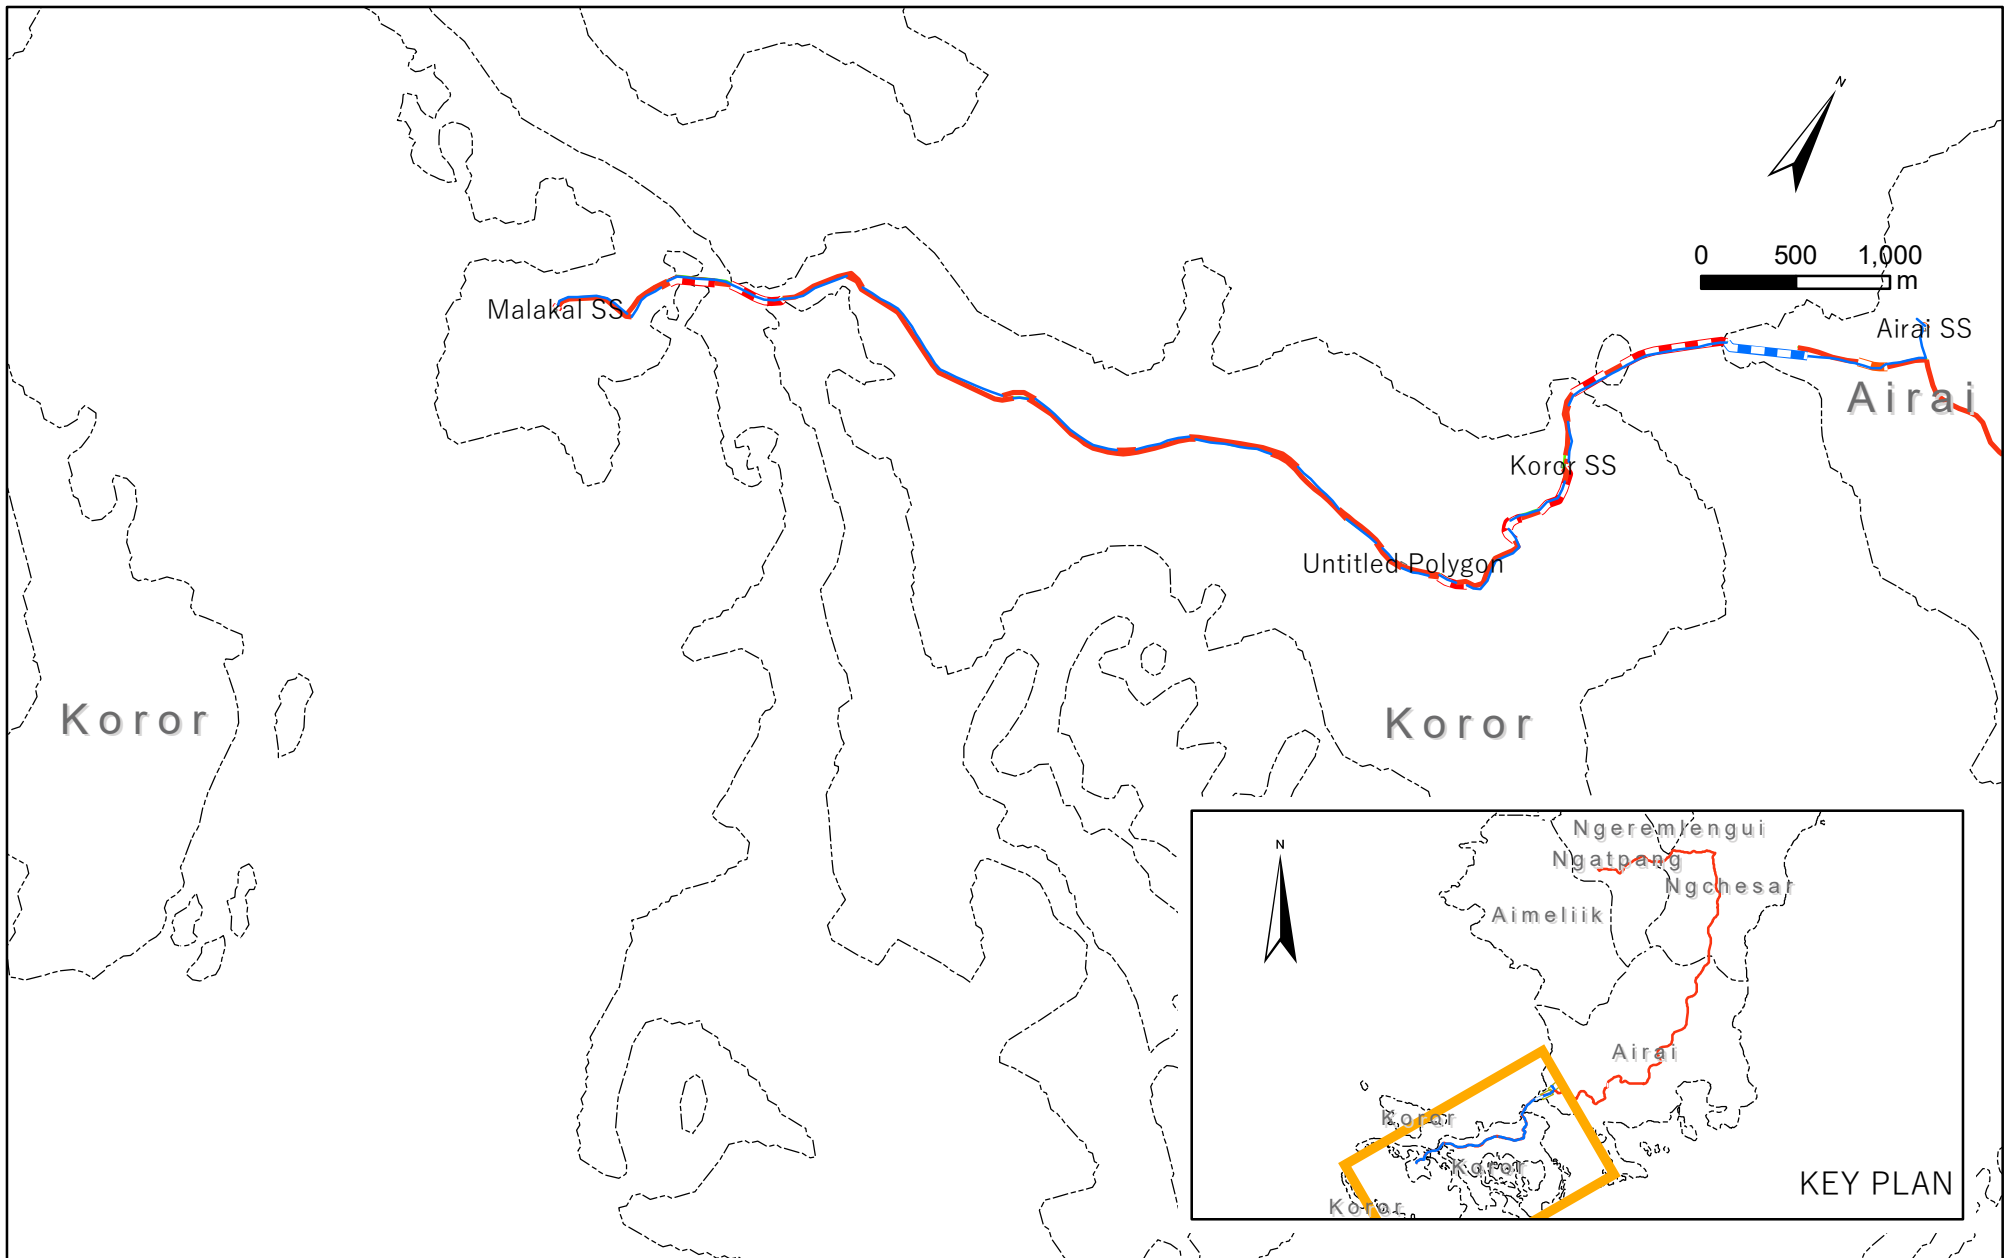 N
0 500 1,000
m
Malakal SS
Airai SS
Airai
Koror SS
Untitled Polygon
Koror
Koror
Ngeremlengui
N
Ngatpang
Ngchesar
Aimeliik
Airai
Koror
Koror
KEY PLAN
Koror